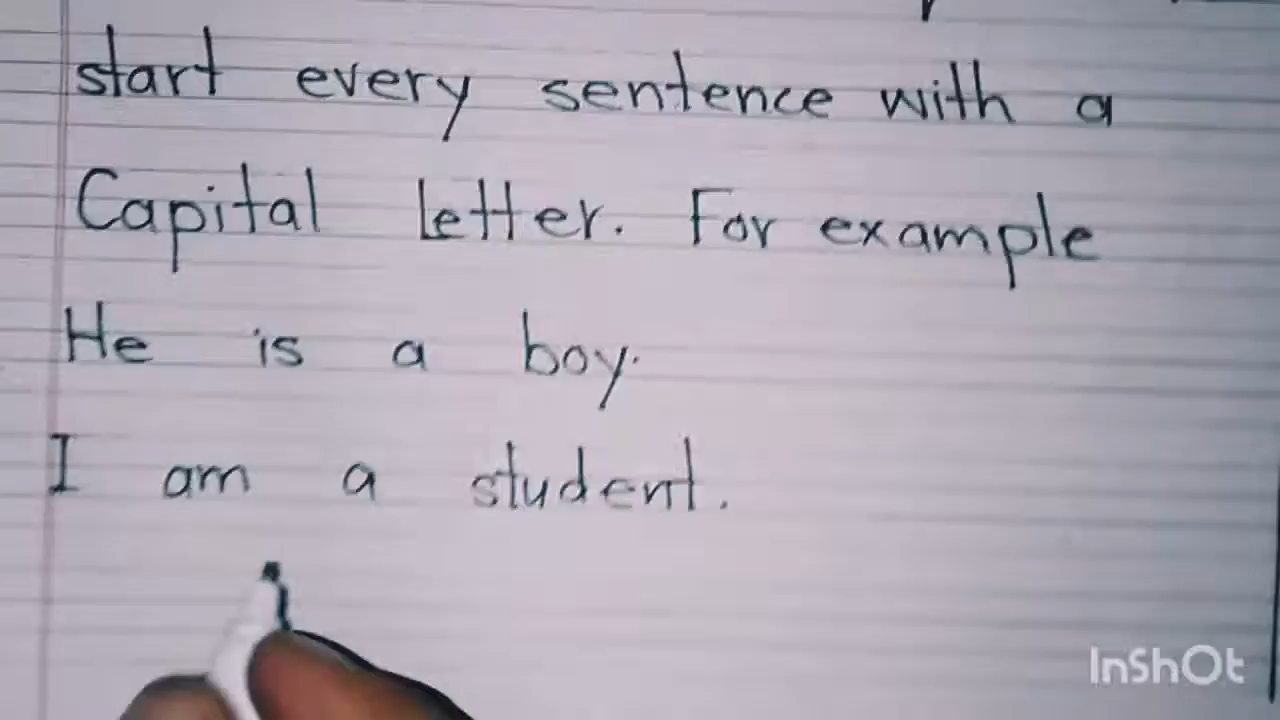 start every sentence with a
Capital letter. For example
He is a boy.
I am a student.
InShOt